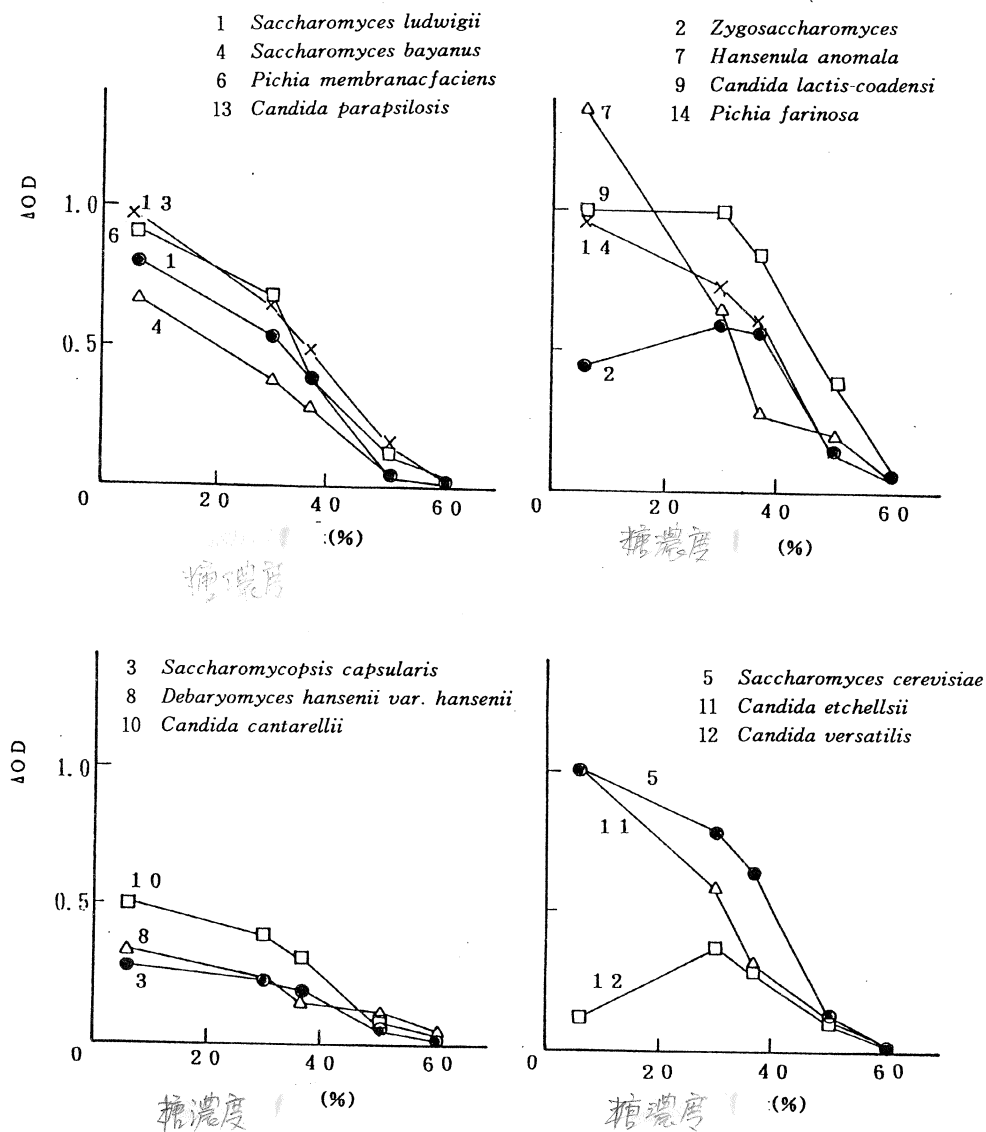 1 Saccharomyces ludwigii
4 Saccharomyces bayanus
6 Pichia membranacfaciens
13 Candida parapsilosis
ΔOD
1.0
0.5
0
20 40 60
(%)
糖濃度
13
6
1
4
2 Zygosaccharomyces
7 Hansenula anomala
9 Candida lactis-coadensi
14 Pichia farinosa
7
9
14
2
0
20 40 60
糖濃度 (%)
3 Saccharomycopsis capsularis
8 Debaryomyces hansenii var. hansenii
10 Candida cantarellii
ΔOD
1.0
0.5
10
8
3
0
20 40 60
糖濃度 (%)
5 Saccharomyces cerevisiae
11 Candida etchellsii
12 Candida versatilis
5
11
12
0
20 40 60
糖濃度 (%)